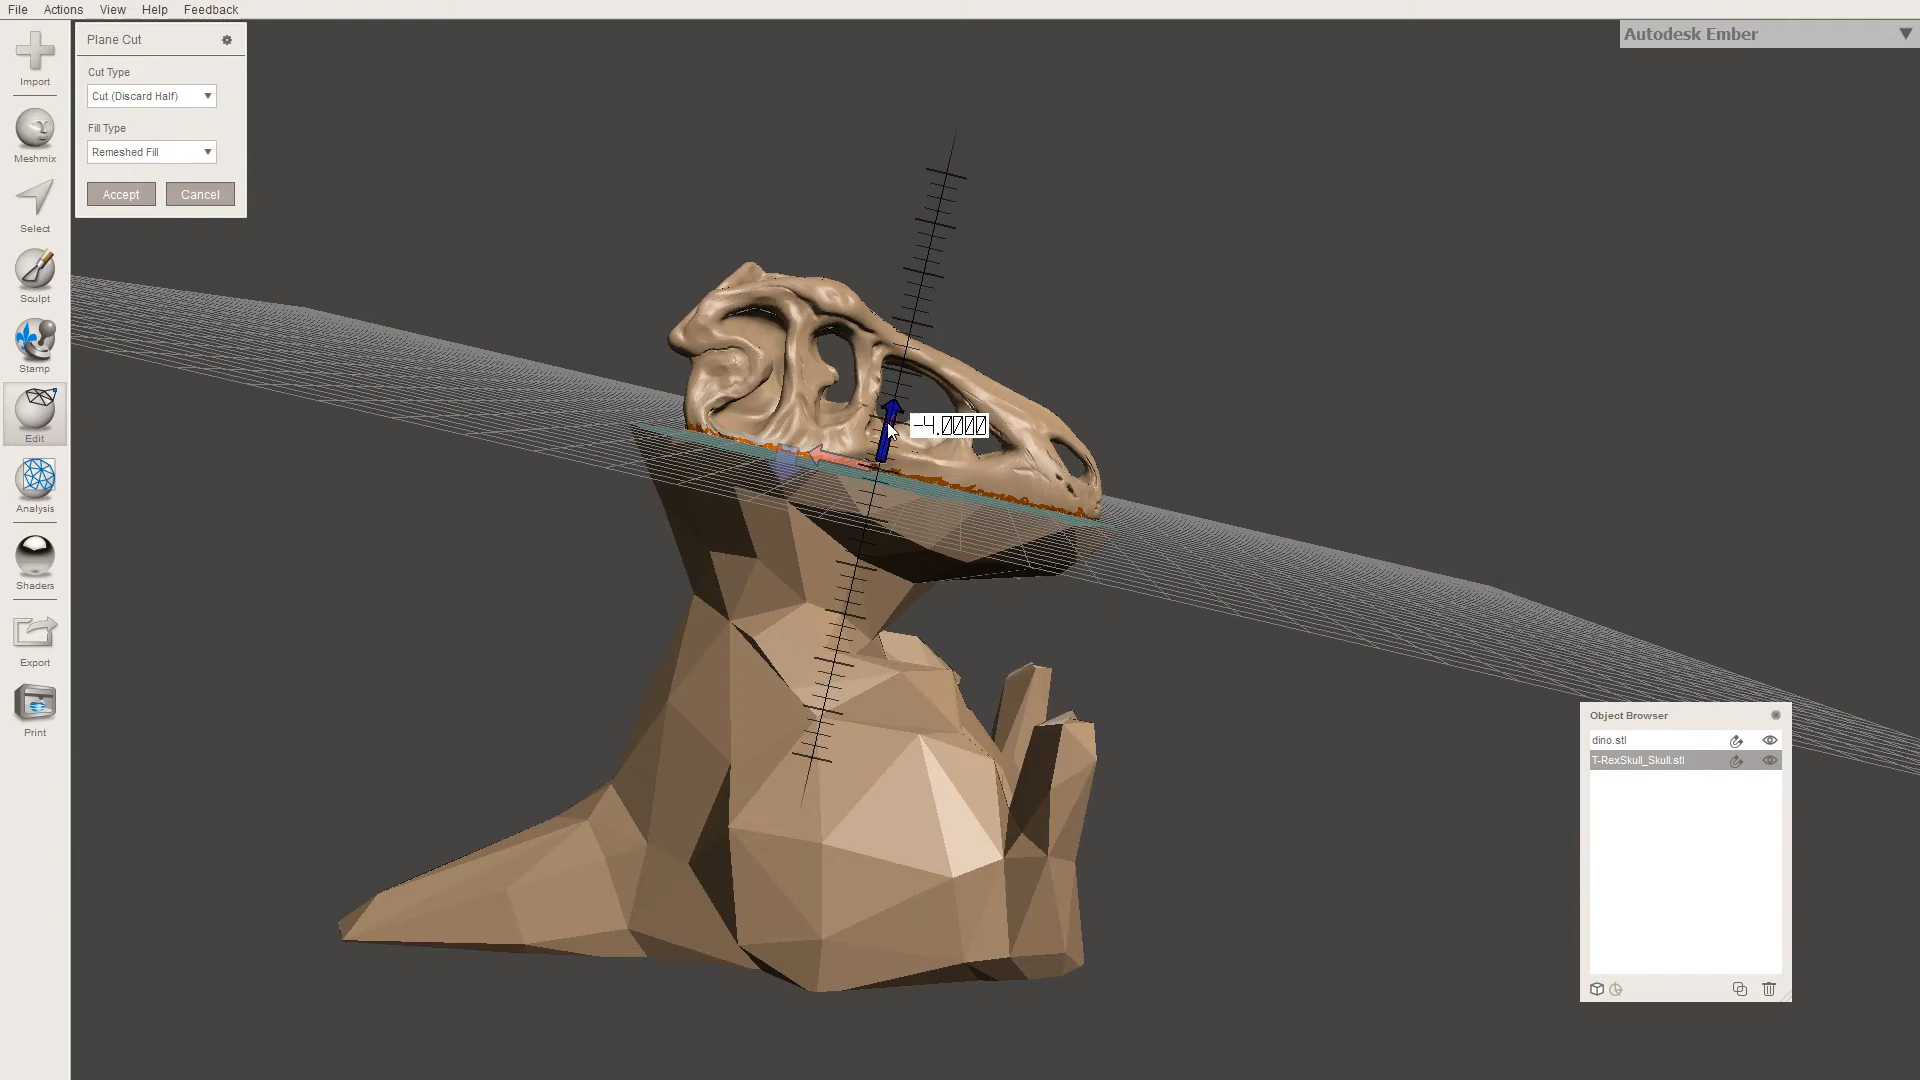 File Actions View Help Feedback
Autodesk Ember
Import
Meshmix
Select
Sculpt
Stamp
Edit
Analysis
Shaders
Export
Print
Plane Cut
Cut Type
Cut (Discard Half)
Fill Type
Remeshed Fill
Accept Cancel
-4.0000
Object Browser
dino.stl
T-RexSkull_Skull.stl